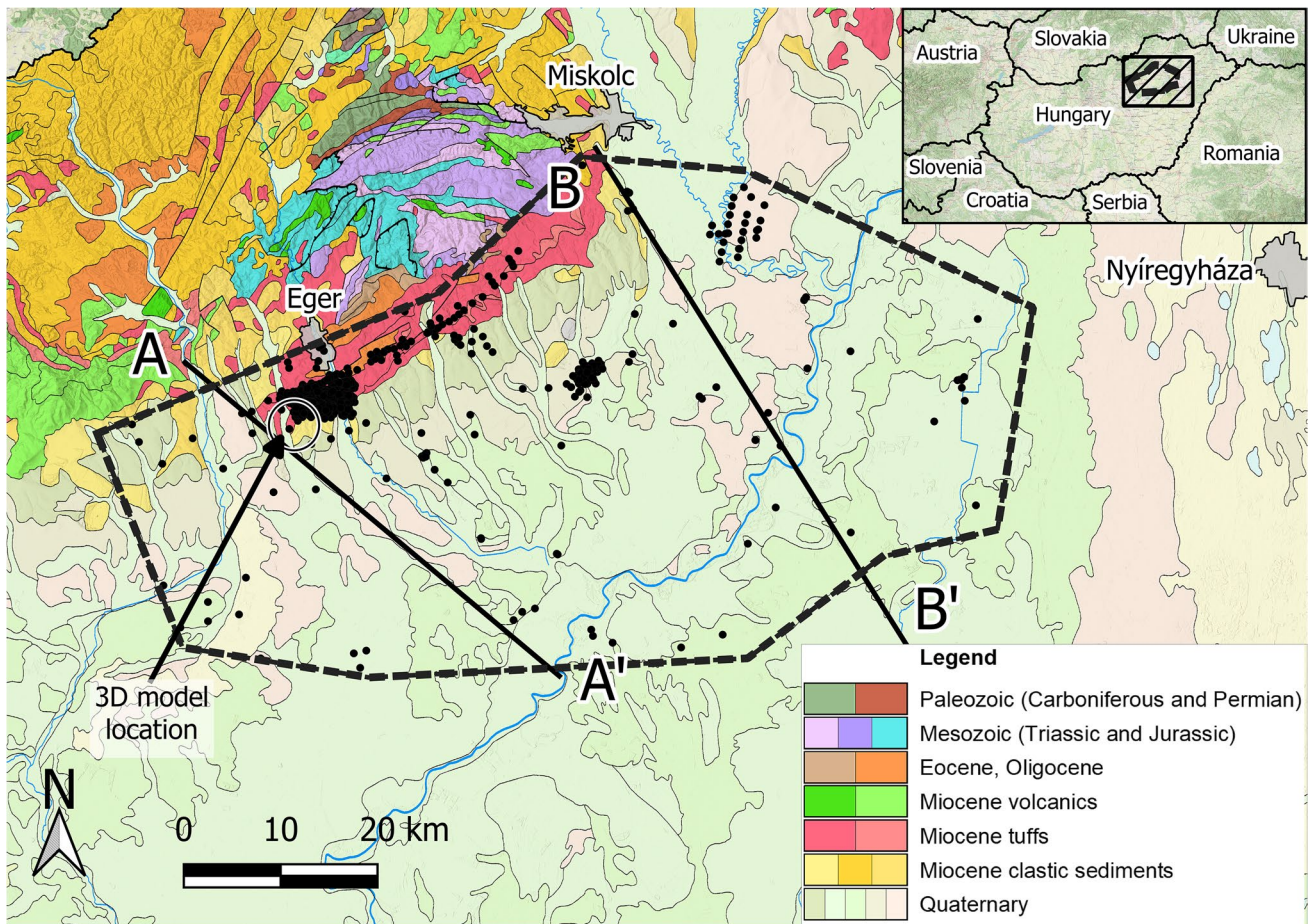 Austria
Slovakia
Ukraine
Hungary
Romania
Slovenia
Croatia
Serbia
Miskolc
B
Nyíregyháza
Eger
A
B'
A'
3D model
location
N
0 10 20 km
Legend
Paleozoic (Carboniferous and Permian)
Mesozoic (Triassic and Jurassic)
Eocene, Oligocene
Miocene volcanics
Miocene tuffs
Miocene clastic sediments
Quaternary